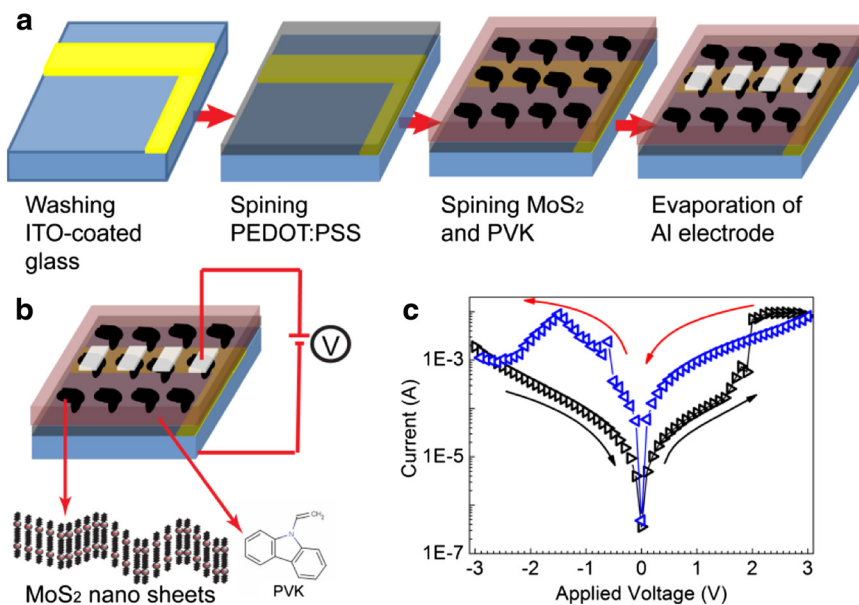 a
Washing
ITO-coated
glass
Spining
PEDOT:PSS
Spining MoS₂
and PVK
Evaporation of
Al electrode
b
V
MoS₂ nano sheets
N
CH₂
PVK
c
Current (A)
1E-3
1E-5
1E-7
-3 -2 -1 0 1 2 3
Applied Voltage (V)